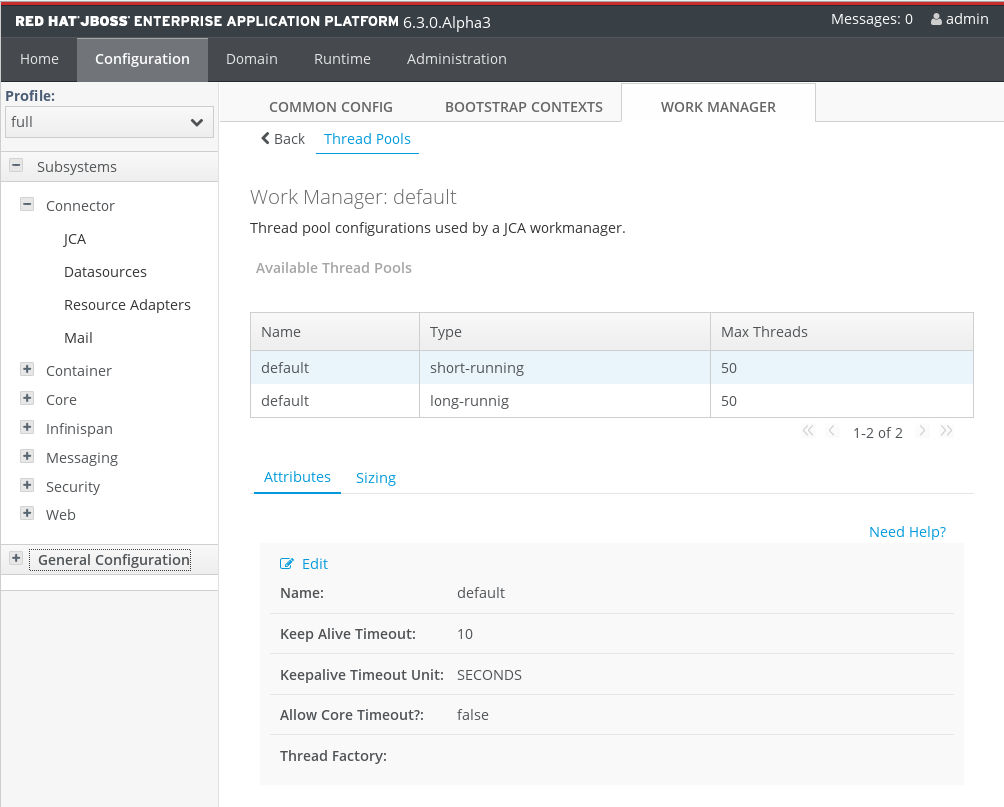 RED HAT JBOSS ENTERPRISE APPLICATION PLATFORM 6.3.0.Alpha3
Messages: 0 admin
Home Configuration Domain Runtime Administration
Profile:
full
Subsystems
Connector
JCA
Datasources
Resource Adapters
Mail
Container
Core
Infinispan
Messaging
Security
Web
General Configuration
COMMON CONFIG BOOTSTRAP CONTEXTS WORK MANAGER
Back Thread Pools
Work Manager: default
Thread pool configurations used by a JCA workmanager.
Available Thread Pools
Name Type Max Threads
default short-running 50
default long-runnig 50
1-2 of 2
Attributes Sizing
Need Help?
Edit
Name: default
Keep Alive Timeout: 10
Keepalive Timeout Unit: SECONDS
Allow Core Timeout?: false
Thread Factory: